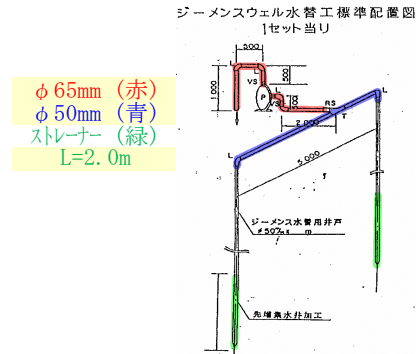 ジーメンスウェル水替工標準配置図
1セット当り
φ65mm（赤）
φ50mm（青）
ストレーナー（緑）
L=2.0m
500
L
VS
500
P
L
VS
RS
T
2,000
L
L
5,000
ジーメンス水替用井戸
φ50m/m m
先端集水井加工